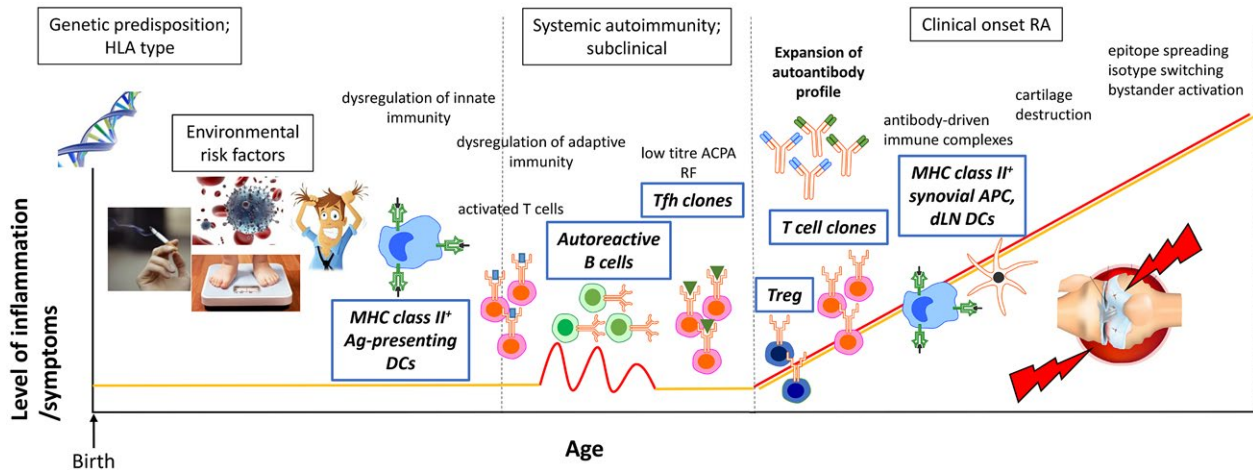 Genetic predisposition;
HLA type
Systemic autoimmunity;
subclinical
Clinical onset RA
Environmental
risk factors
dysregulation of innate
immunity
dysregulation of adaptive
immunity
activated T cells
low titre ACPA
RF
Tfh clones
Autoreactive
B cells
MHC class II+
Ag-presenting
DCs
Expansion of
autoantibody
profile
T cell clones
Treg
antibody-driven
immune complexes
MHC class II+
synovial APC,
dLN DCs
cartilage
destruction
epitope spreading
isotype switching
bystander activation
Level of inflammation
/symptoms
Age
Birth